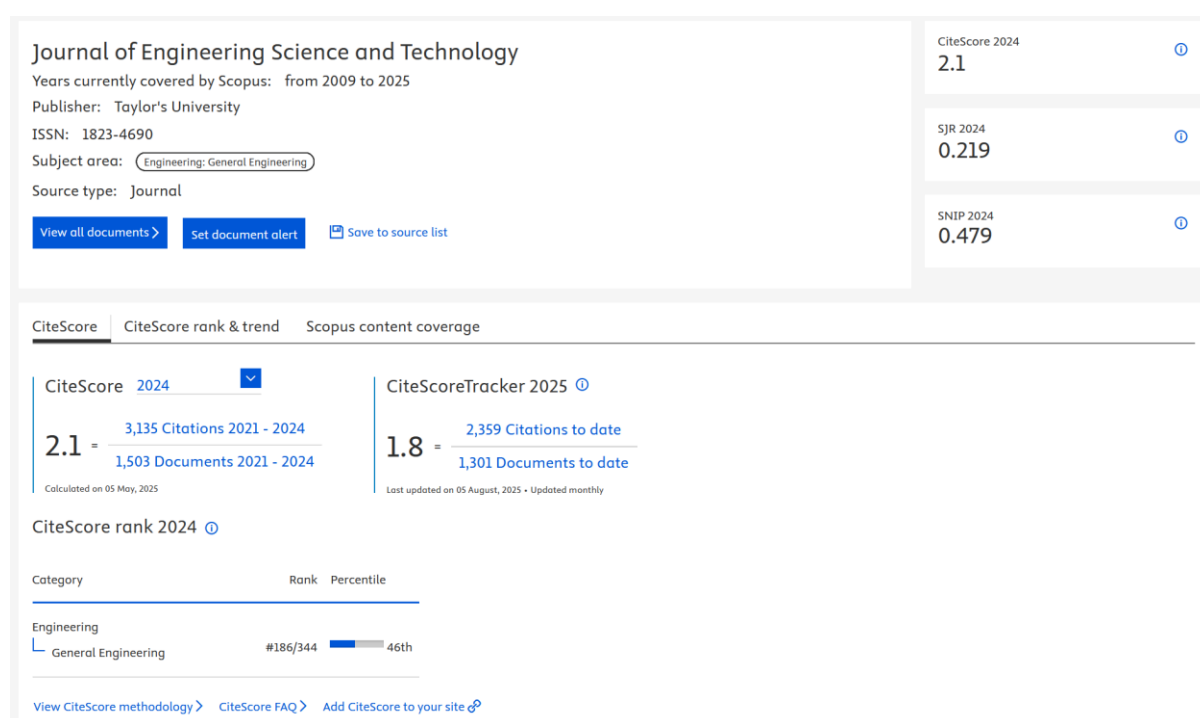 Journal of Engineering Science and Technology
Years currently covered by Scopus: from 2009 to 2025
Publisher: Taylor's University
ISSN: 1823-4690
Subject area: Engineering: General Engineering
Source type: Journal
View all documents
Set document alert
Save to source list
CiteScore 2024
2.1
SJR 2024
0.219
SNIP 2024
0.479
CiteScore CiteScore rank & trend Scopus content coverage
CiteScore 2024
2.1 =
3,135 Citations 2021 - 2024
1,503 Documents 2021 - 2024
Calculated on 05 May, 2025
CiteScoreTracker 2025
1.8 =
2,359 Citations to date
1,301 Documents to date
Last updated on 05 August, 2025 • Updated monthly
CiteScore rank 2024
Category Rank Percentile
Engineering
General Engineering #186/344 46th
View CiteScore methodology CiteScore FAQ Add CiteScore to your site